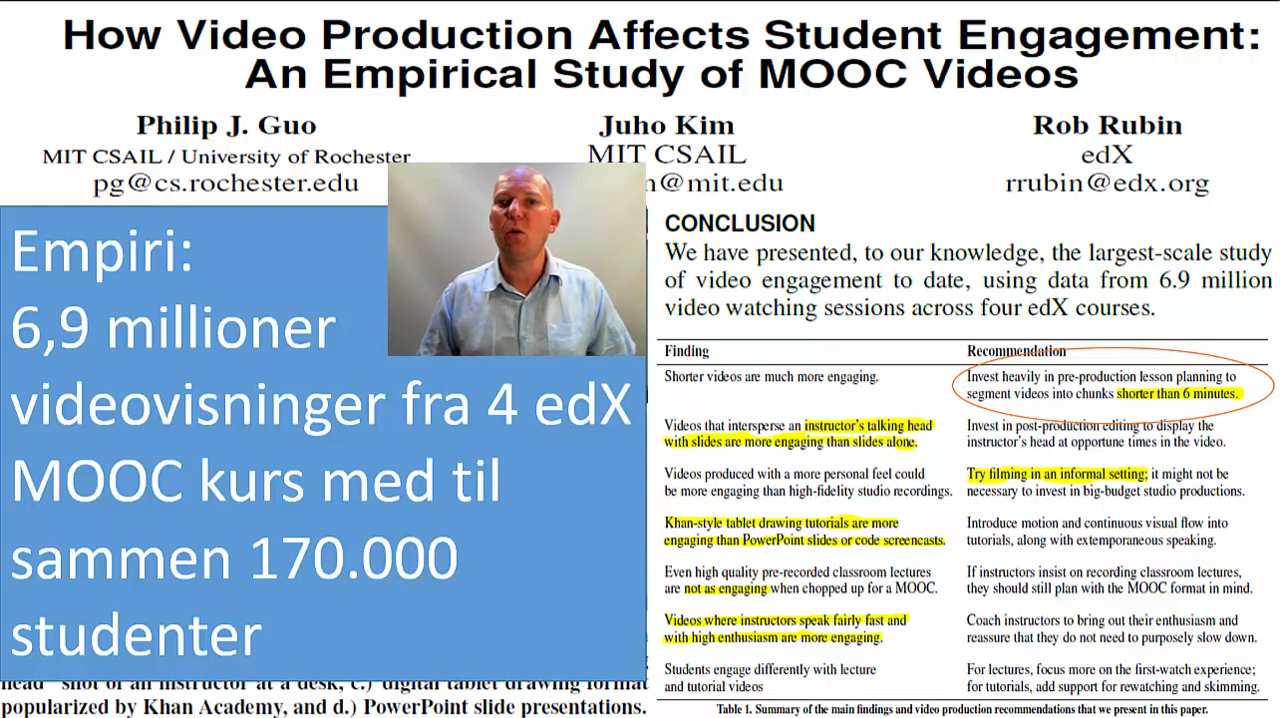 How Video Production Affects Student Engagement:
An Empirical Study of MOOC Videos
Philip J. Guo
MIT CSAIL / University of Rochester
pg@cs.rochester.edu
Juho Kim
MIT CSAIL
n@mit.edu
Rob Rubin
edX
rrubin@edx.org
Empiri:
6,9 millioner
videovisninger fra 4 edX
MOOC kurs med til
sammen 170.000
studenter
head" shot of an instructor at a desk, c.) digital tablet drawing format
popularized by Khan Academy, and d.) PowerPoint slide presentations.
CONCLUSION
We have presented, to our knowledge, the largest-scale study
of video engagement to date, using data from 6.9 million
video watching sessions across four edX courses.
Finding Recommendation
Shorter videos are much more engaging. Invest heavily in pre-production lesson planning to
segment videos into chunks shorter than 6 minutes.
Videos that intersperse an instructor's talking head Invest in post-production editing to display the
with slides are more engaging than slides alone. instructor's head at opportune times in the video.
Videos produced with a more personal feel could Try filming in an informal setting; it might not be
be more engaging than high-fidelity studio recordings. necessary to invest in big-budget studio productions.
Khan-style tablet drawing tutorials are more Introduce motion and continuous visual flow into
engaging than PowerPoint slides or code screencasts. tutorials, along with extemporaneous speaking.
Even high quality pre-recorded classroom lectures If instructors insist on recording classroom lectures,
are not as engaging when chopped up for a MOOC. they should still plan with the MOOC format in mind.
Videos where instructors speak fairly fast and Coach instructors to bring out their enthusiasm and
with high enthusiasm are more engaging. reassure that they do not need to purposely slow down.
Students engage differently with lecture For lectures, focus more on the first-watch experience;
and tutorial videos for tutorials, add support for rewatching and skimming.
Table 1. Summary of the main findings and video production recommendations that we present in this paper.